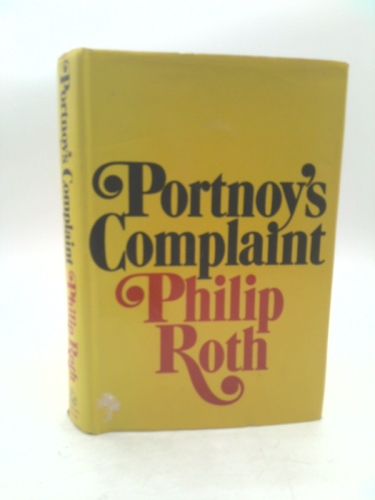 Portnoy's
Complaint
Philip
Roth
Portnoy's Complaint Philip Roth